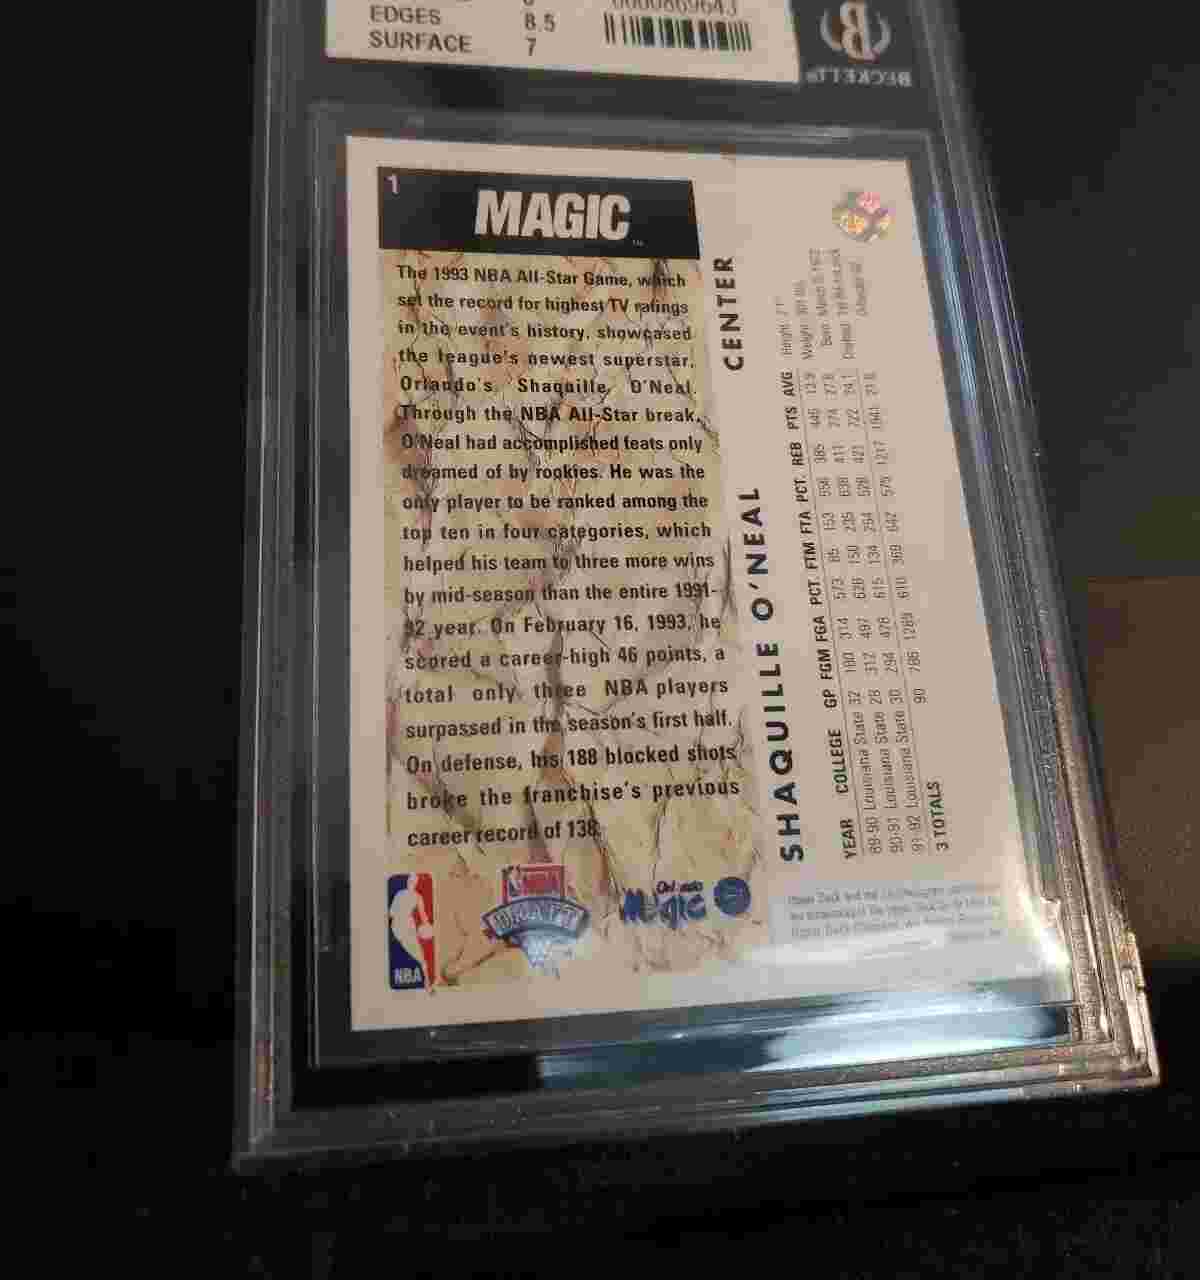 EDGES 8.5
SURFACE 7
0000869643
BECKETT
1
MAGIC
The 1993 NBA All-Star Game, which
set the record for highest TV ratings
in the event's history, showcased
the league's newest superstar,
Orlando's Shaquille O'Neal.
Through the NBA All-Star break,
O'Neal had accomplished feats only
dreamed of by rookies. He was the
only player to be ranked among the
top ten in four categories, which
helped his team to three more wins
by mid-season than the entire 1991-
92 year. On February 16, 1993, he
scored a career-high 46 points, a
total only three NBA players
surpassed in the season's first half.
On defense, his 188 blocked shots
broke the franchise's previous
career record of 138.
NBA
NBA
Orlando
Magic
SHAQUILLE O'NEAL CENTER
Height: 7'1"
Weight: 301 lbs.
Born: March 6, 1972
Drafted:
YEAR COLLEGE GP FGM FGA PCT. FTM FTA PCT. REB PTS AVG
89-90 Louisiana State 32 180 314 573 85 153 556 385 445 13.9
90-91 Louisiana State 28 312 497 628 150 235 638 411 774 27.6
91-92 Louisiana State 30 294 478 615 134 254 528 421 722 24.1
3 TOTALS 90 786 1289 610 369 642 575 1217 1941 21.6